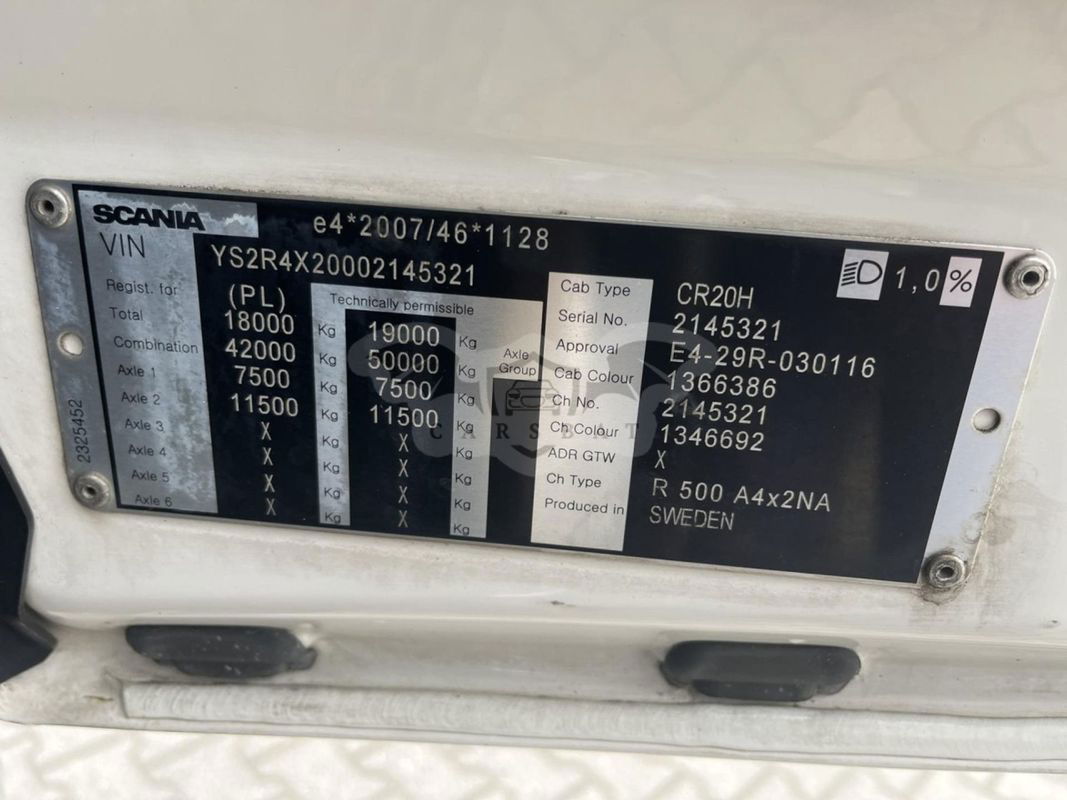 SCANIA e4*2007/46*1128
VIN YS2R4X20002145321
1,0 %
Regist. for (PL) Technically permissible
Total 18000 Kg 19000 Kg
Combination 42000 Kg 50000 Kg Axle Group
Axle 1 7500 Kg 7500 Kg
Axle 2 11500 Kg 11500 Kg
Axle 3 X Kg X Kg
Axle 4 X Kg X Kg
Axle 5 X Kg X Kg
Axle 6 X Kg X Kg
2325452
Cab Type CR20H
Serial No. 2145321
Approval E4-29R-030116
Cab Colour 1366386
Ch No. 2145321
Ch Colour 1346692
ADR GTW X
Ch Type R 500 A4x2NA
Produced in SWEDEN
CARSBAT